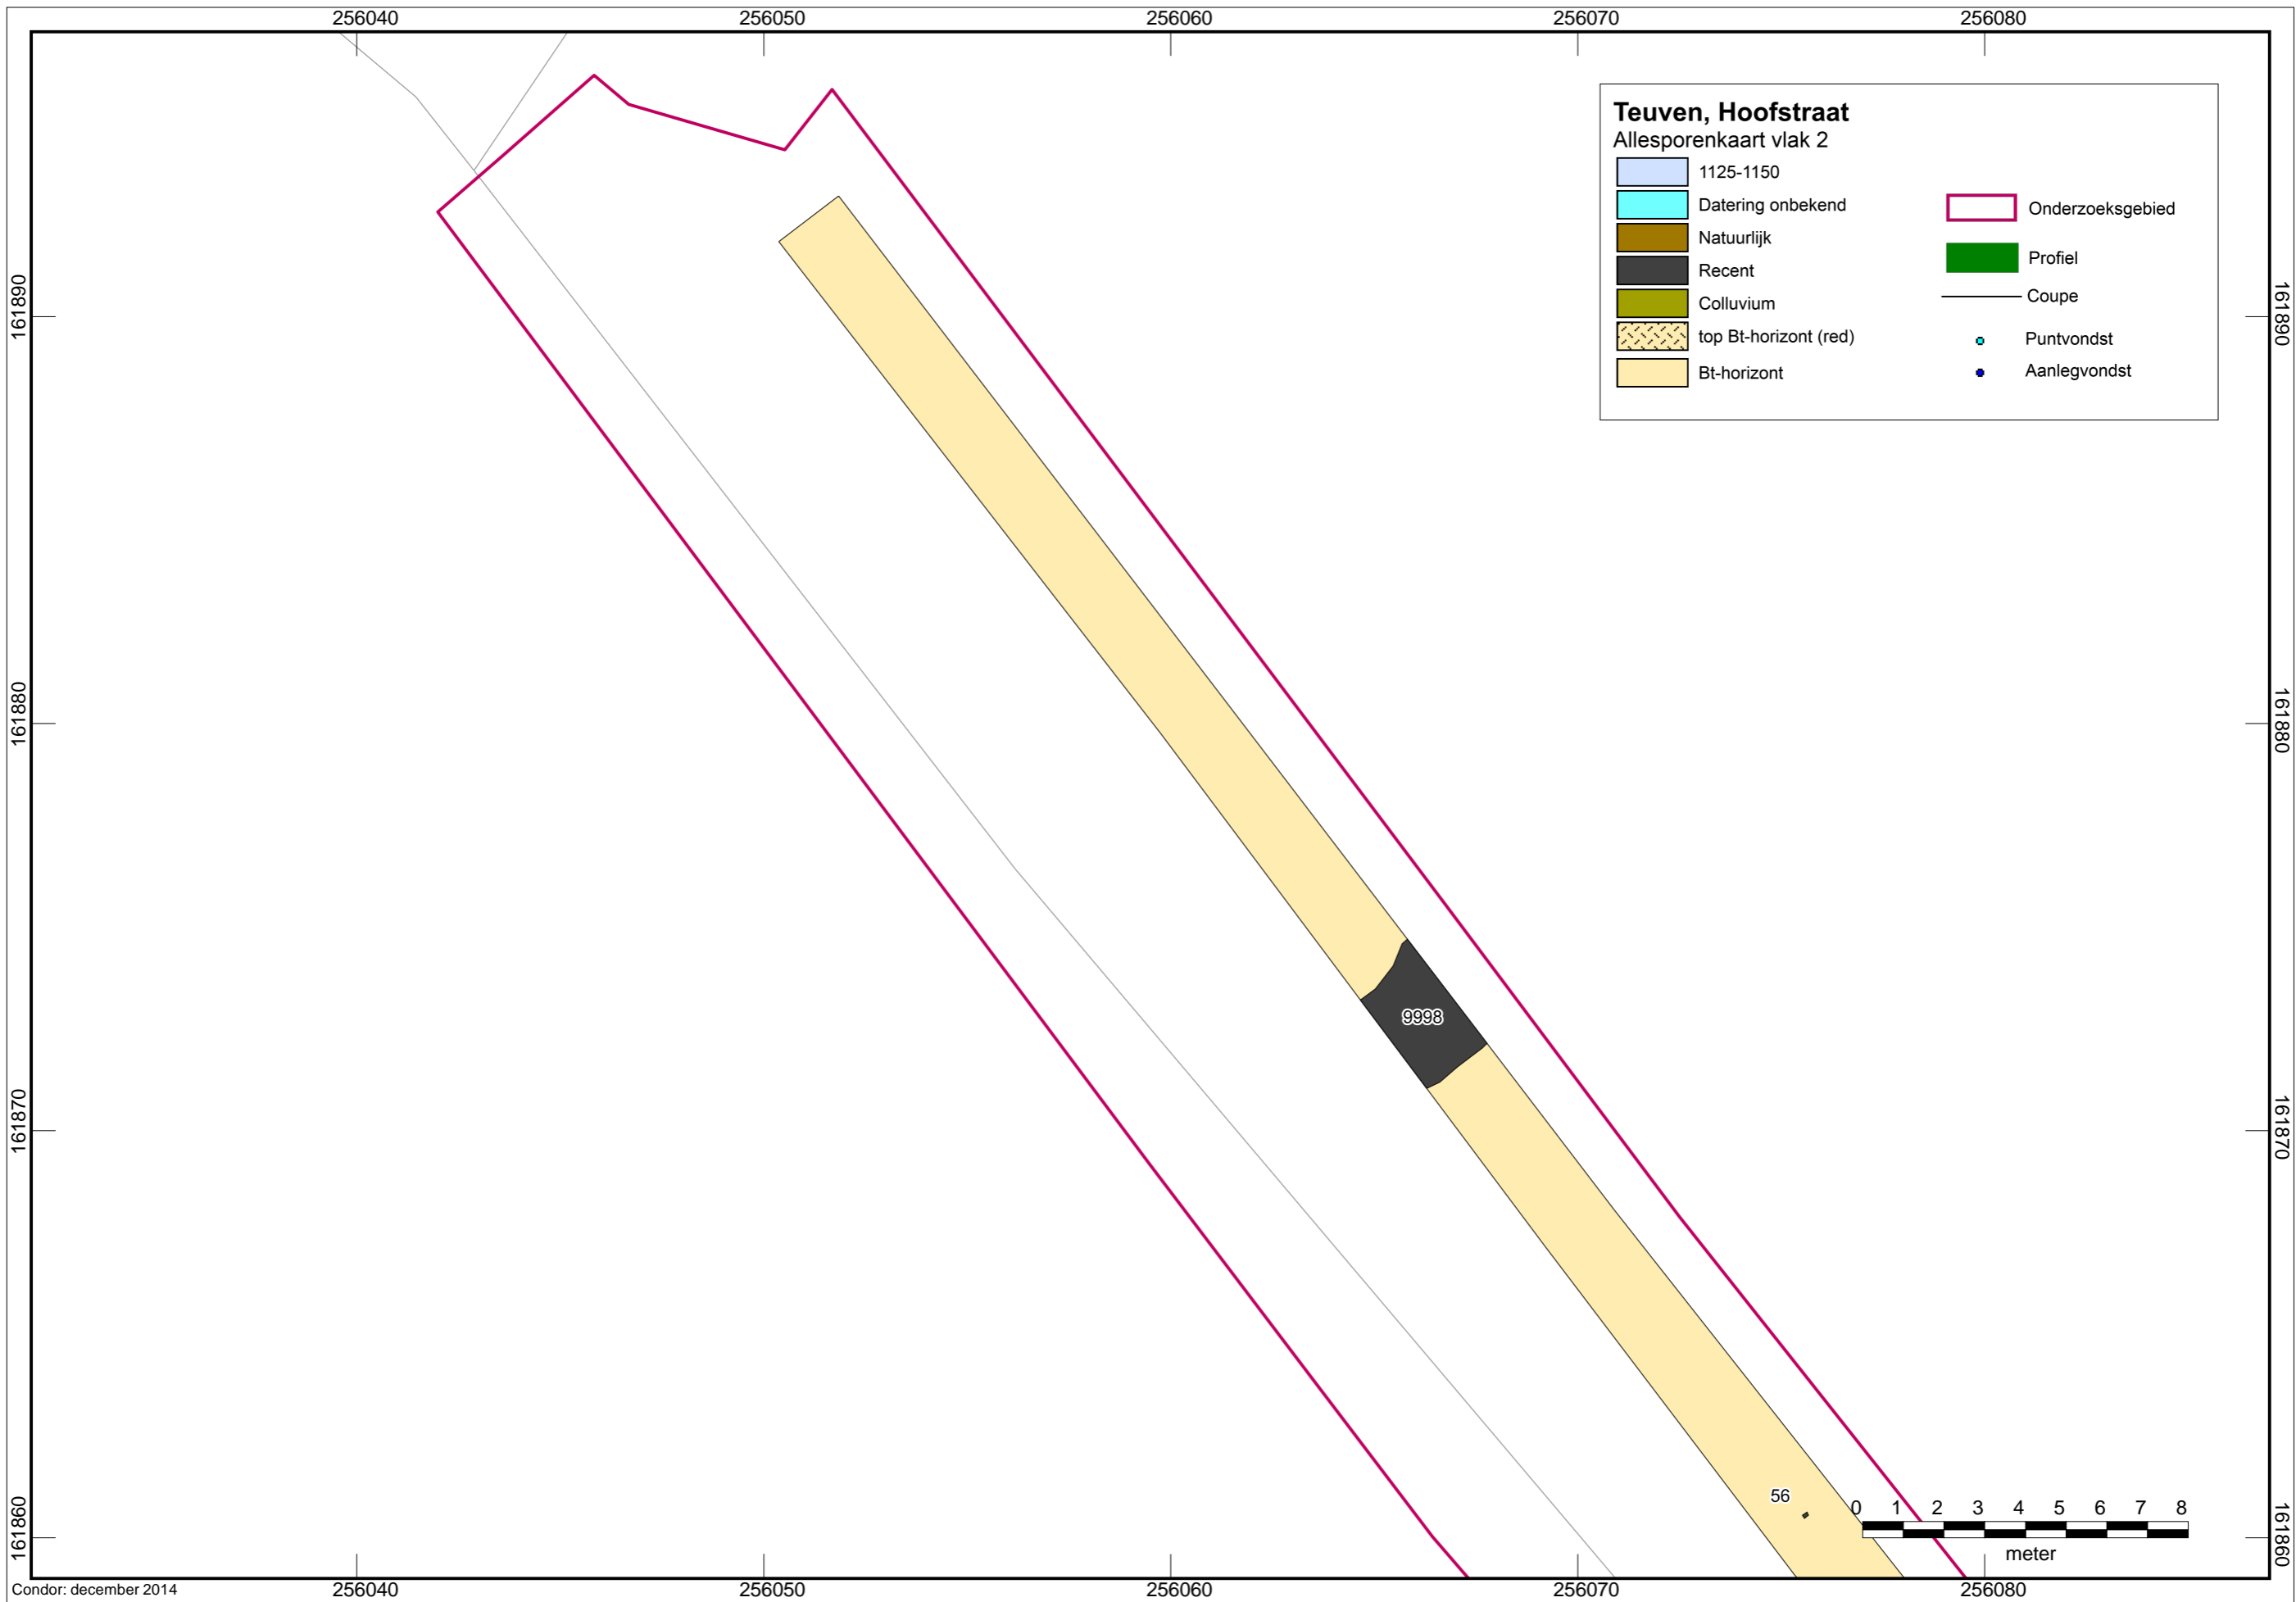 256040 256050 256060 256070 256080
Teuven, Hoofstraat
Allesporenkaart vlak 2
1125-1150
Datering onbekend
Natuurlijk
Recent
Colluvium
top Bt-horizont (red)
Bt-horizont
Onderzoeksgebied
Profiel
Coupe
Puntvondst
Aanlegvondst
161890 161890
161880 161880
9998
161870 161870
56
0 1 2 3 4 5 6 7 8
meter
161860 161860
Condor: december 2014
256040 256050 256060 256070 256080